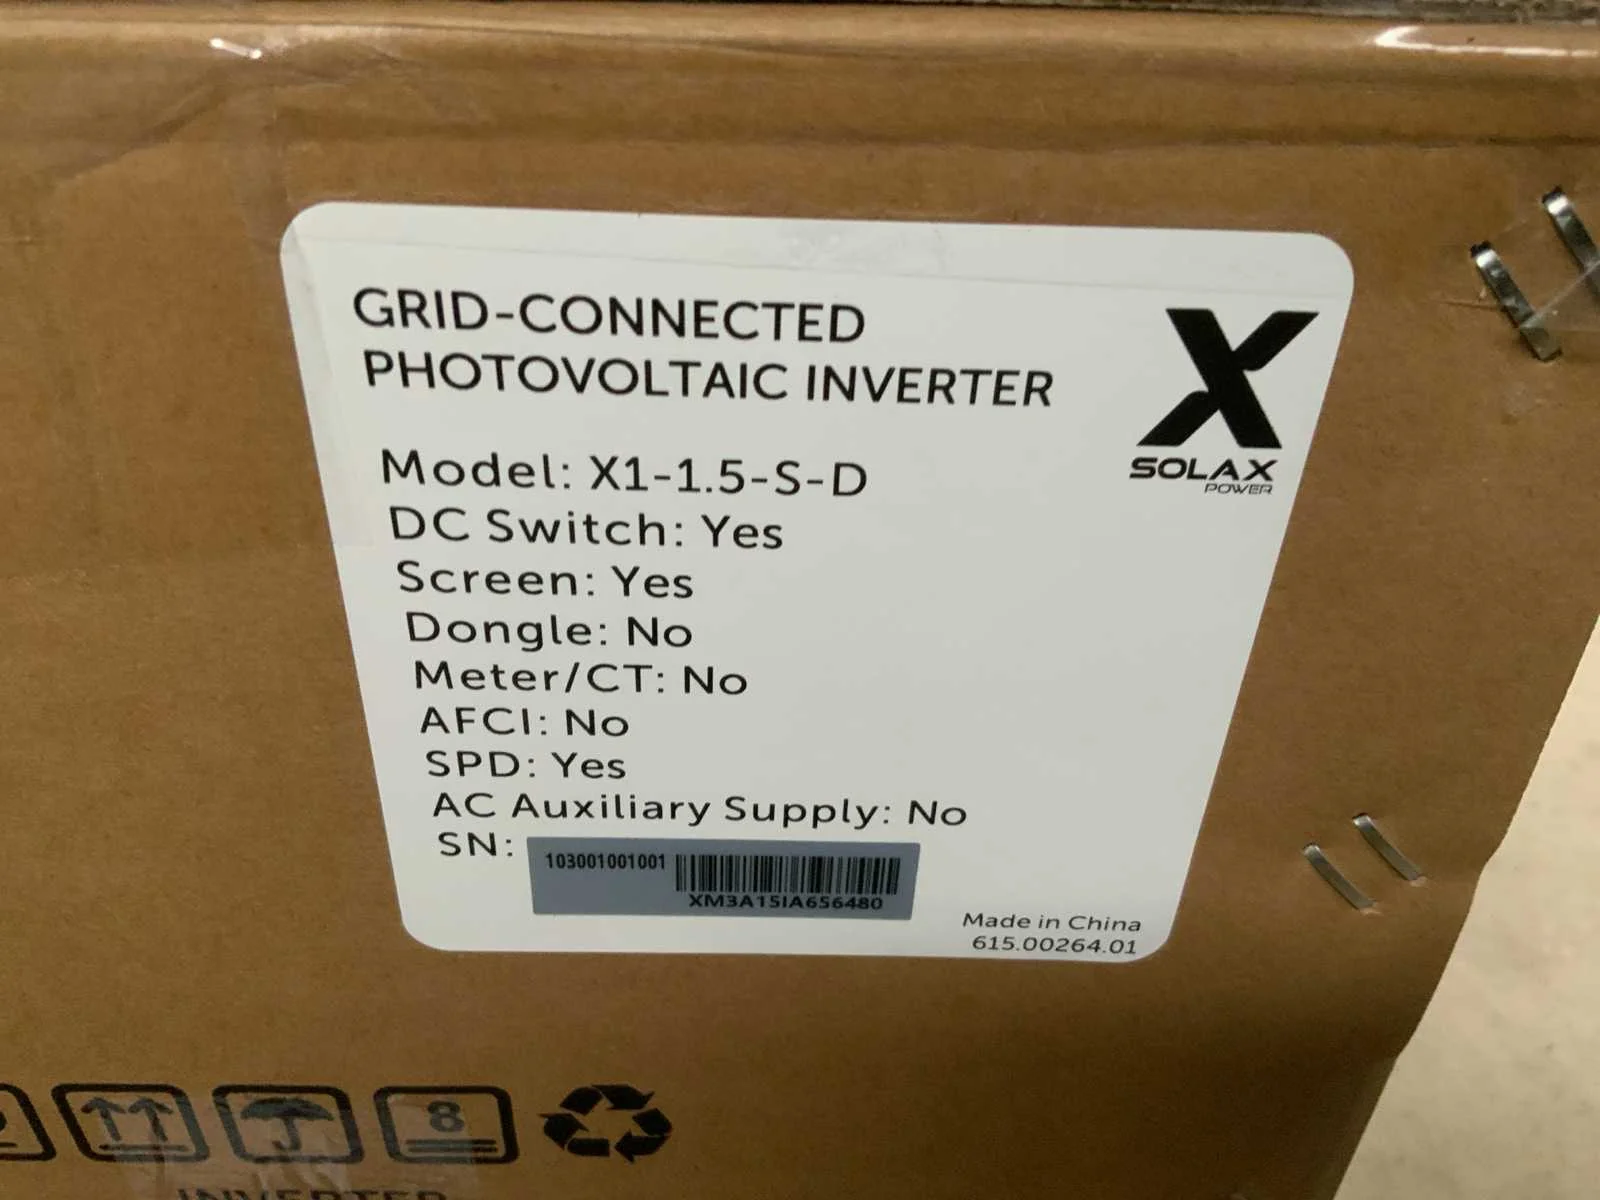 GRID-CONNECTED
PHOTOVOLTAIC INVERTER
SOLAX
POWER
Model: X1-1.5-S-D
DC Switch: Yes
Screen: Yes
Dongle: No
Meter/CT: No
AFCI: No
SPD: Yes
AC Auxiliary Supply: No
SN:
103001001001
XM3A15IA656480
Made in China
615.00264.01
8
INVERTER